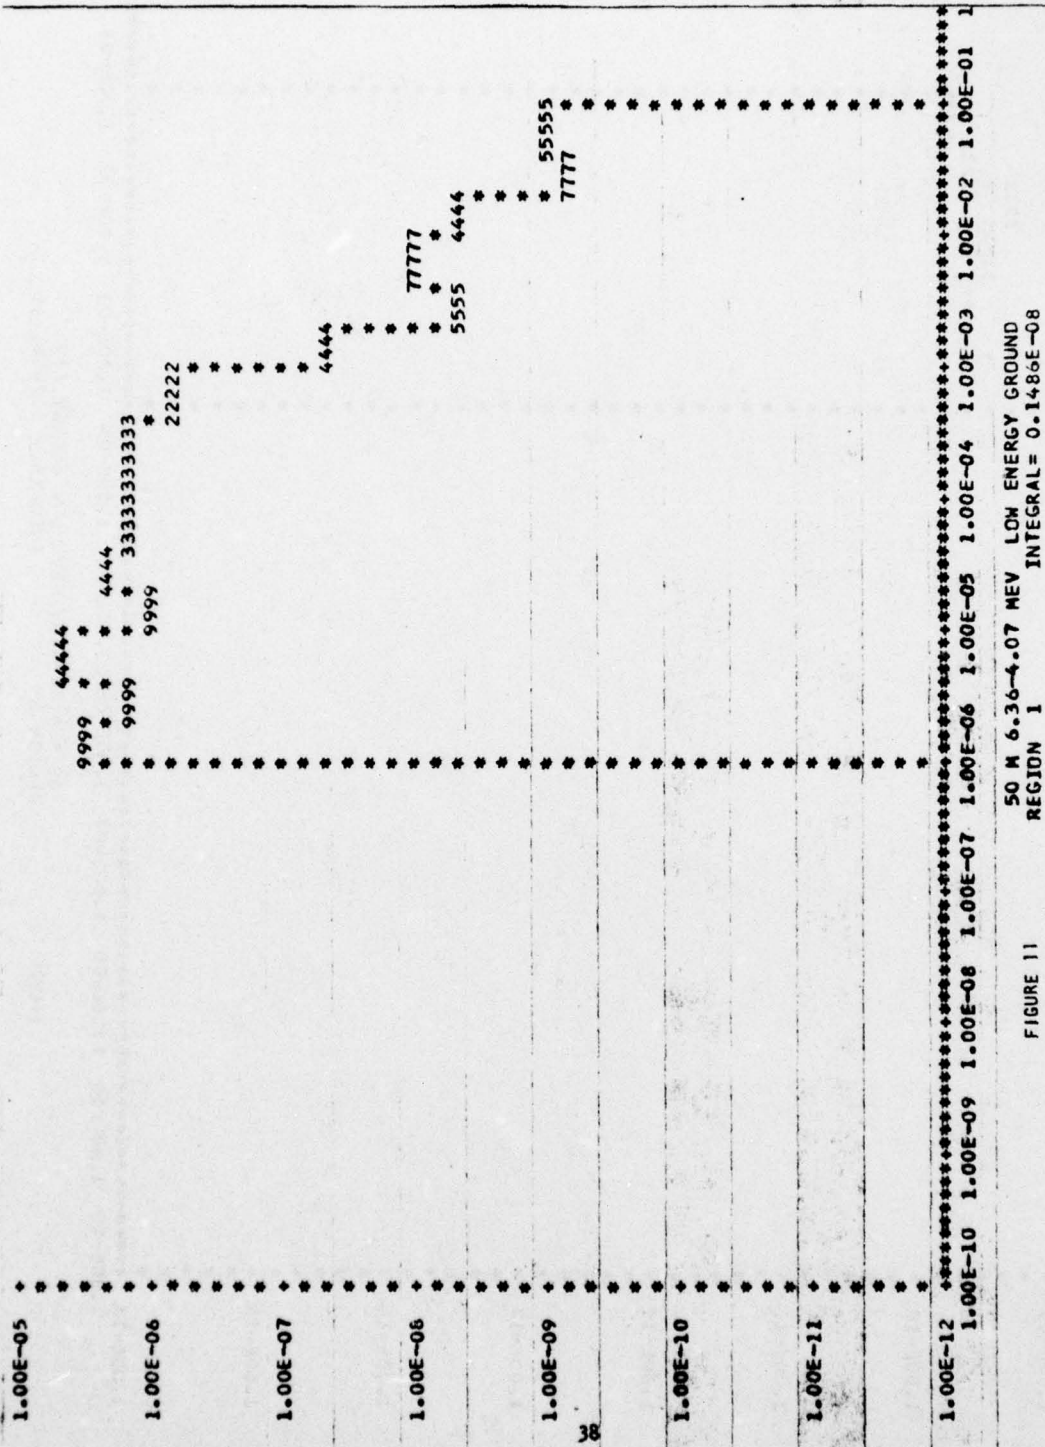 1.00E-05 +
*
*  44444
*  9999 * *
*  * * * 4444
*  * 9999 * * 33333333333
1.00E-06 + * 9999 *
*  * 22222
*  * *
*  * *
*  * *
*  * *
1.00E-07 + * *
*  * *
*  * 4444
*  * *
*  * *
*  * *
1.00E-08 + * * 77777
*  * * * *
*  * 5555 4444
*  * *
*  * *
*  * *
1.00E-09 + * * 55555
*  * 7777 *
*  * *
*  * *
*  * *
*  * *
1.00E-10 + * *
*  * *
*  * *
*  * *
*  * *
*  * *
1.00E-11 + * *
*  * *
*  * *
*  * *
*  * *
*  * *
1.00E-12
1.00E-10 1.00E-09 1.00E-08 1.00E-07 1.00E-06 1.00E-05 1.00E-04 1.00E-03 1.00E-02 1.00E-01 1
50 M 6.36-4.07 MEV LOW ENERGY GROUND
REGION 1 INTEGRAL= 0.1486E-08
FIGURE 11
38